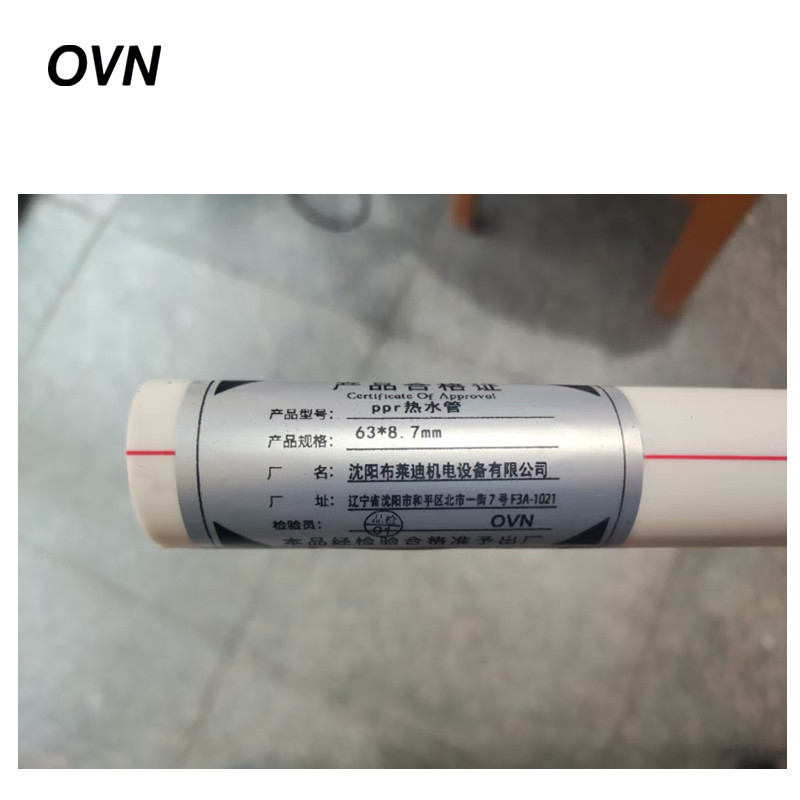 OVN
产品合格证
Certificate Of Approval
产品型号: ppr热水管
产品规格: 63*8.7mm
厂 名: 沈阳布莱迪机电设备有限公司
厂 址: 辽宁省沈阳市和平区北市一街7号F3A-1021
检验员: 品检 01 OVN
本品经检验合格准予出厂